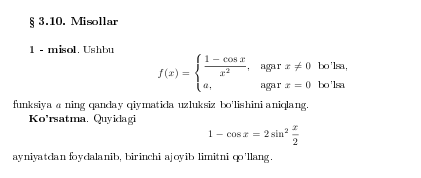 § 3.10. Misollar
1 - misol. Ushbu
f(x) = { (1 − cos x)/x², agar x ≠ 0 bo'lsa,
a, agar x = 0 bo'lsa
funksiya a ning qanday qiymatida uzluksiz bo'lishini aniqlang.
Ko'rsatma. Quyidagi
1 − cos x = 2 sin² x/2
ayniyatdan foydalanib, birinchi ajoyib limitni qo'llang.